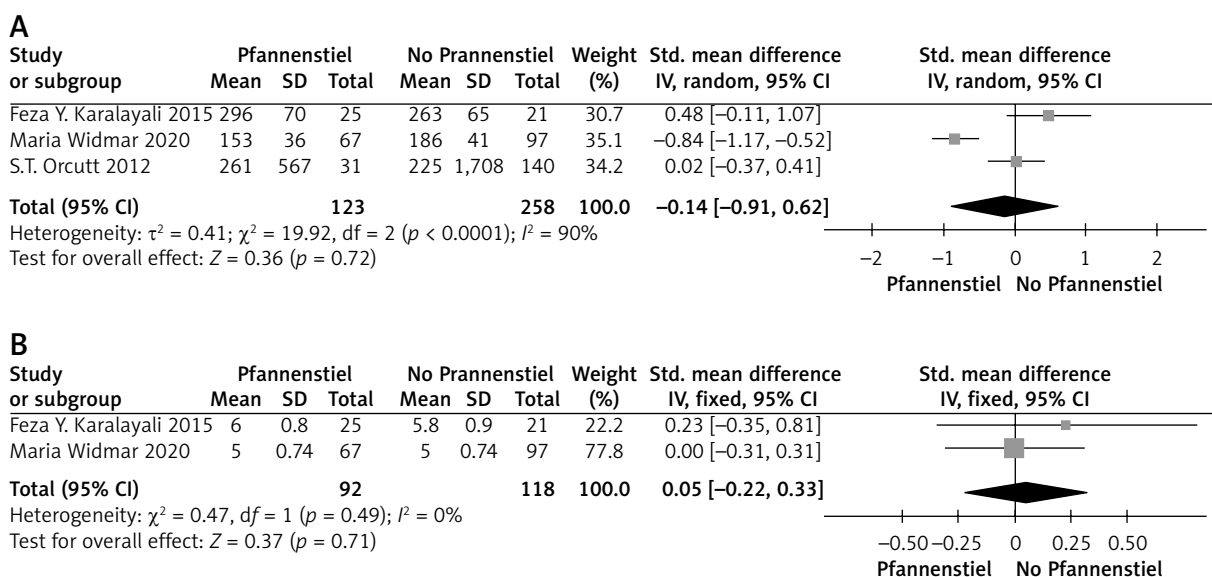 A
Study Pfannenstiel No Prannenstiel Weight Std. mean difference Std. mean difference
or subgroup Mean SD Total Mean SD Total (%) IV, random, 95% CI IV, random, 95% CI
Feza Y. Karalayali 2015 296 70 25 263 65 21 30.7 0.48 [–0.11, 1.07]
Maria Widmar 2020 153 36 67 186 41 97 35.1 –0.84 [–1.17, –0.52]
S.T. Orcutt 2012 261 567 31 225 1,708 140 34.2 0.02 [–0.37, 0.41]
Total (95% CI) 123 258 100.0 –0.14 [–0.91, 0.62]
Heterogeneity: τ² = 0.41; χ² = 19.92, df = 2 (p < 0.0001); I² = 90%
Test for overall effect: Z = 0.36 (p = 0.72)
–2 –1 0 1 2
Pfannenstiel No Pfannenstiel
B
Study Pfannenstiel No Prannenstiel Weight Std. mean difference Std. mean difference
or subgroup Mean SD Total Mean SD Total (%) IV, fixed, 95% CI IV, fixed, 95% CI
Feza Y. Karalayali 2015 6 0.8 25 5.8 0.9 21 22.2 0.23 [–0.35, 0.81]
Maria Widmar 2020 5 0.74 67 5 0.74 97 77.8 0.00 [–0.31, 0.31]
Total (95% CI) 92 118 100.0 0.05 [–0.22, 0.33]
Heterogeneity: χ² = 0.47, df = 1 (p = 0.49); I² = 0%
Test for overall effect: Z = 0.37 (p = 0.71)
–0.50 –0.25 0 0.25 0.50
Pfannenstiel No Pfannenstiel